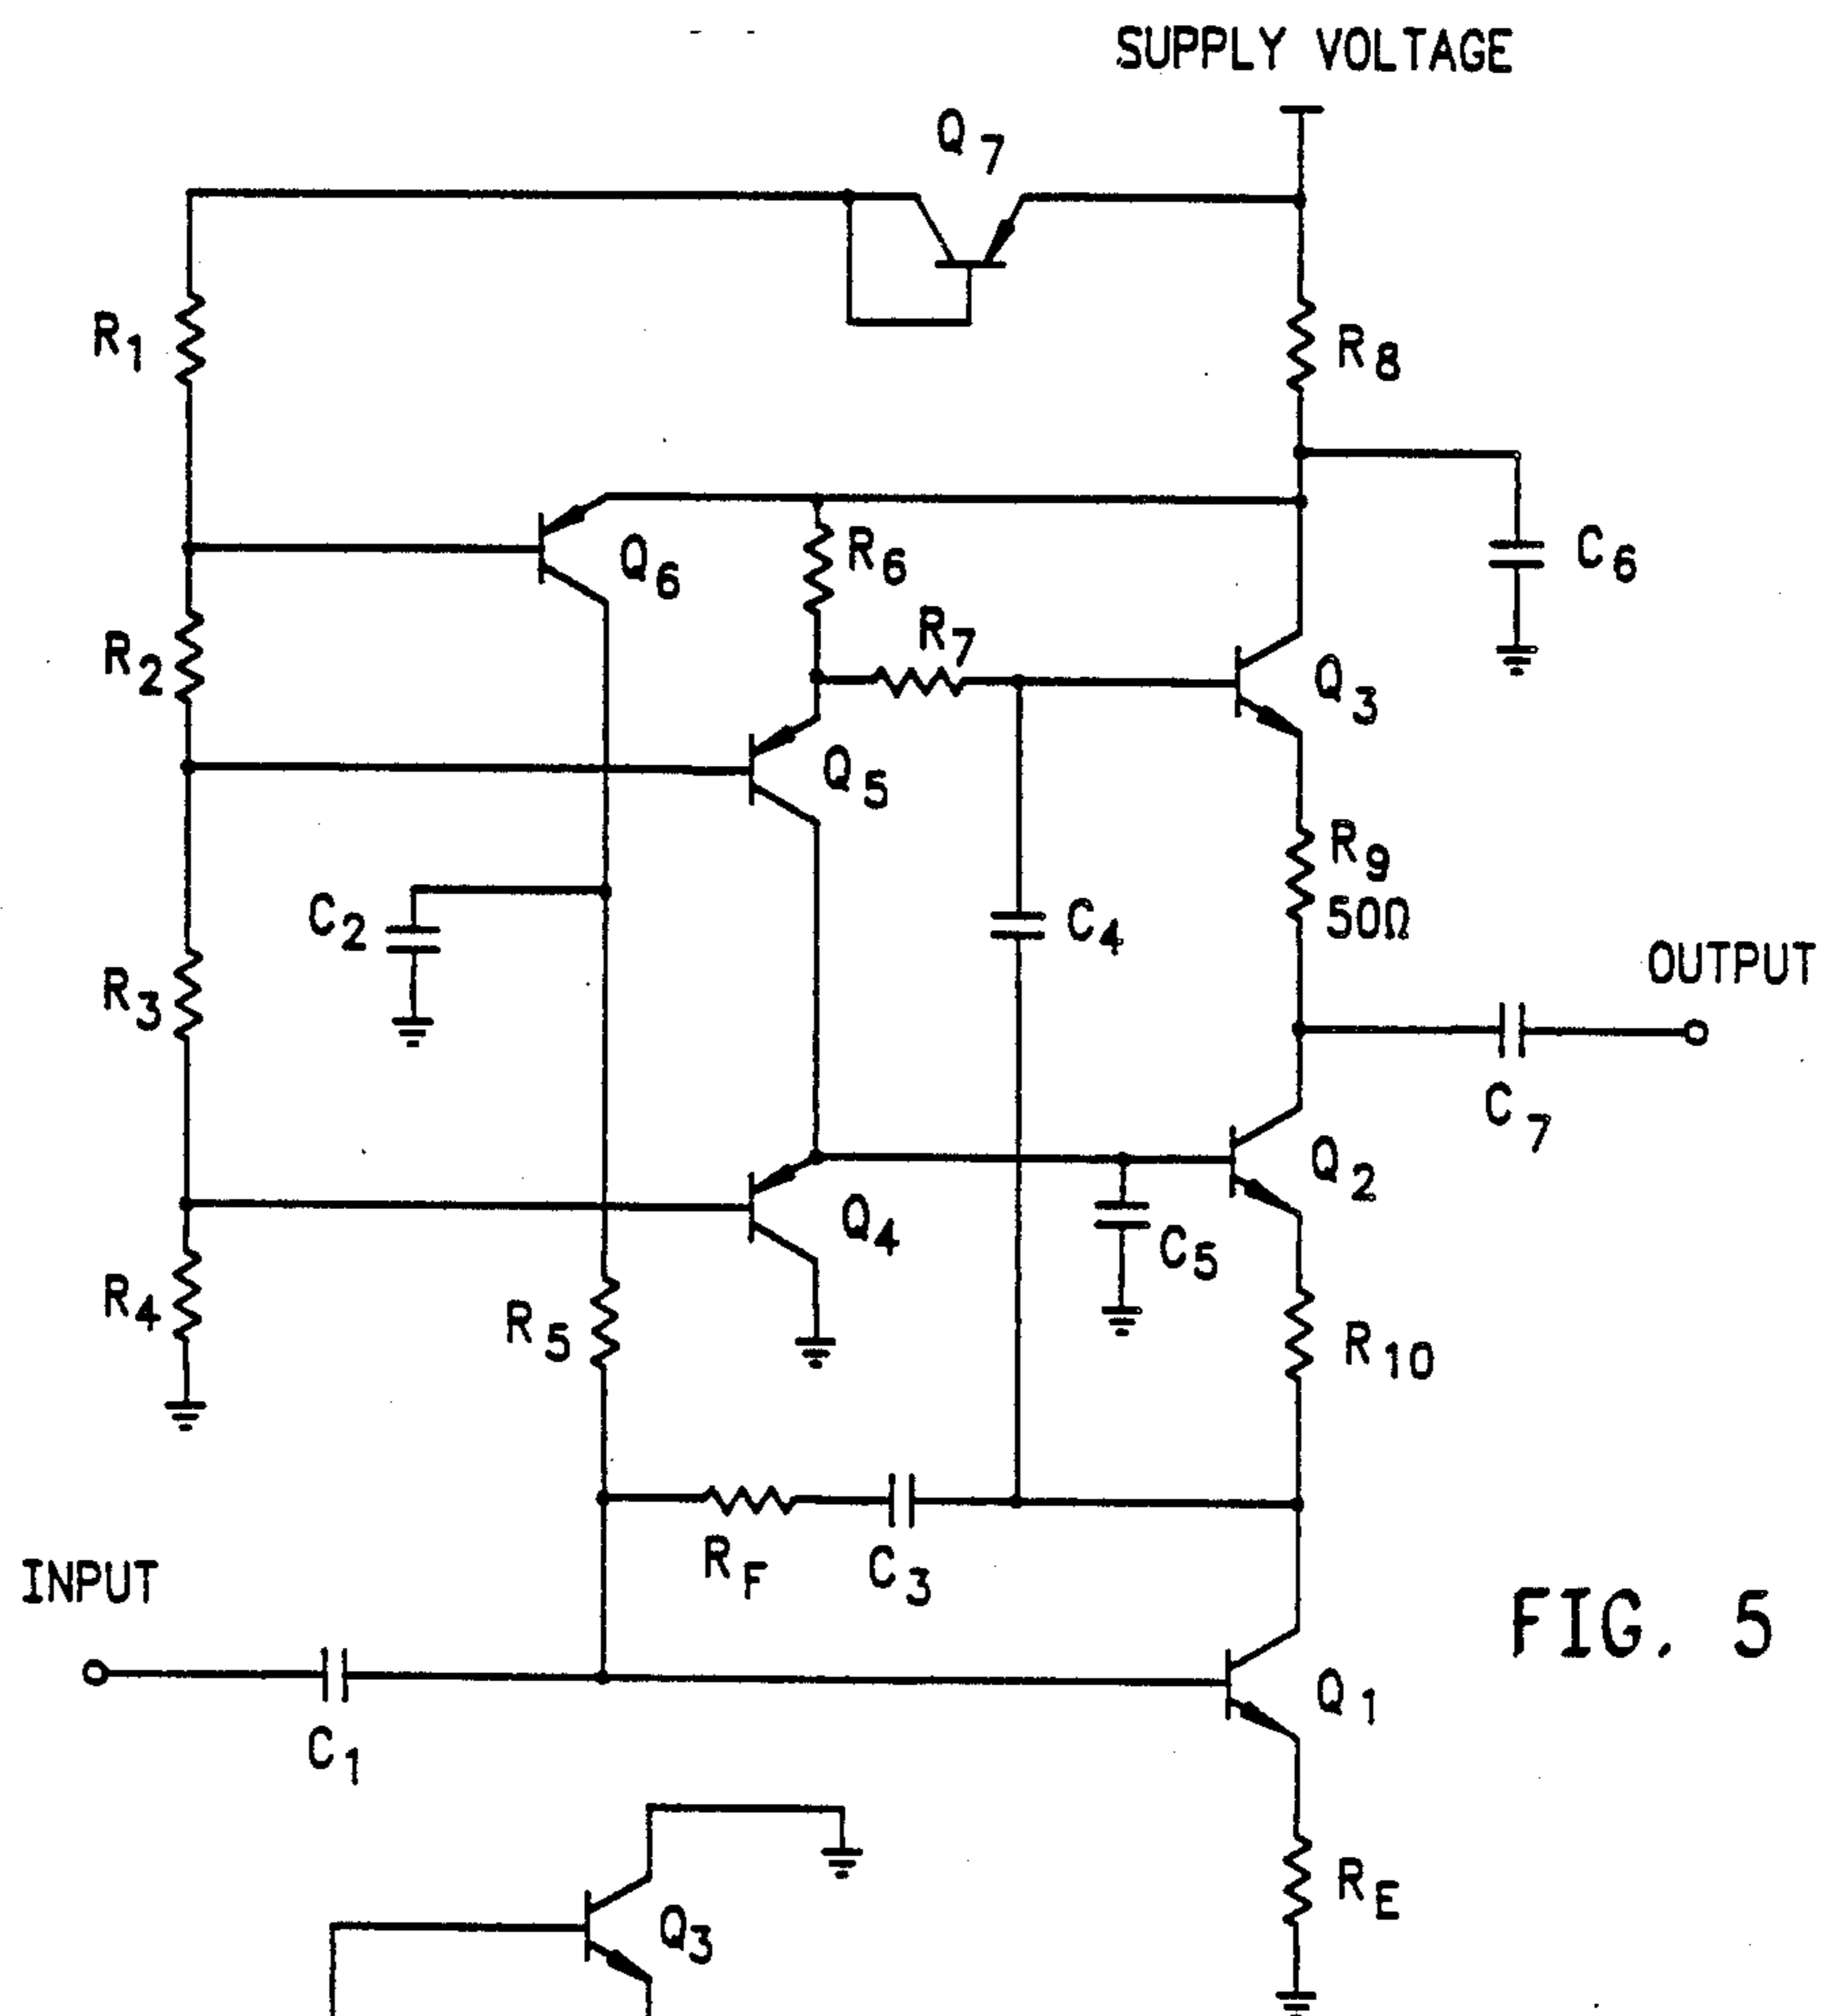 SUPPLY VOLTAGE
Q7
R1
R8
Q6
R6
C6
R2
R7
Q3
Q5
R9
50Ω
C2
C4
OUTPUT
R3
C7
Q2
Q4
C5
R4
R5
R10
RF
C3
INPUT
FIG. 5
Q1
C1
RE
Q3